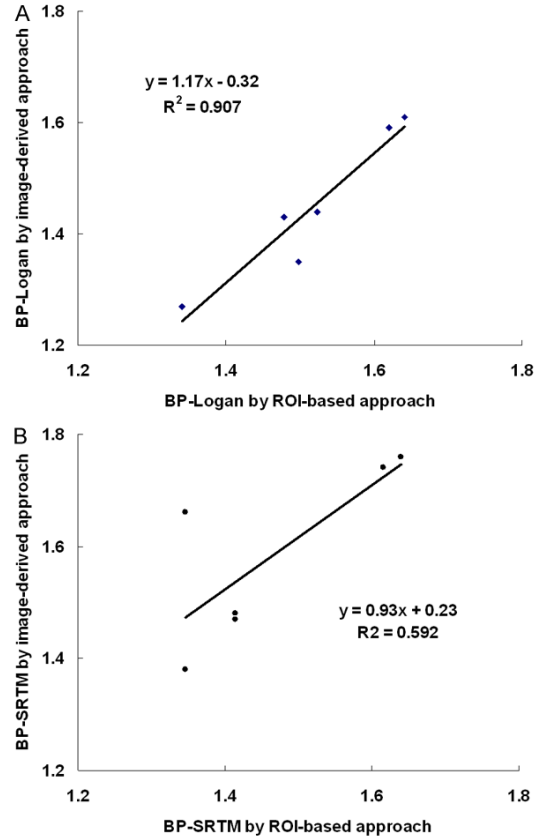 A
1.8
1.6
1.4
1.2
1.2
1.4
1.6
1.8
y = 1.17x - 0.32
R² = 0.907
BP-Logan by image-derived approach
BP-Logan by ROI-based approach
B
1.8
1.6
1.4
1.2
1.2
1.4
1.6
1.8
y = 0.93x + 0.23
R2 = 0.592
BP-SRTM by image-derived approach
BP-SRTM by ROI-based approach